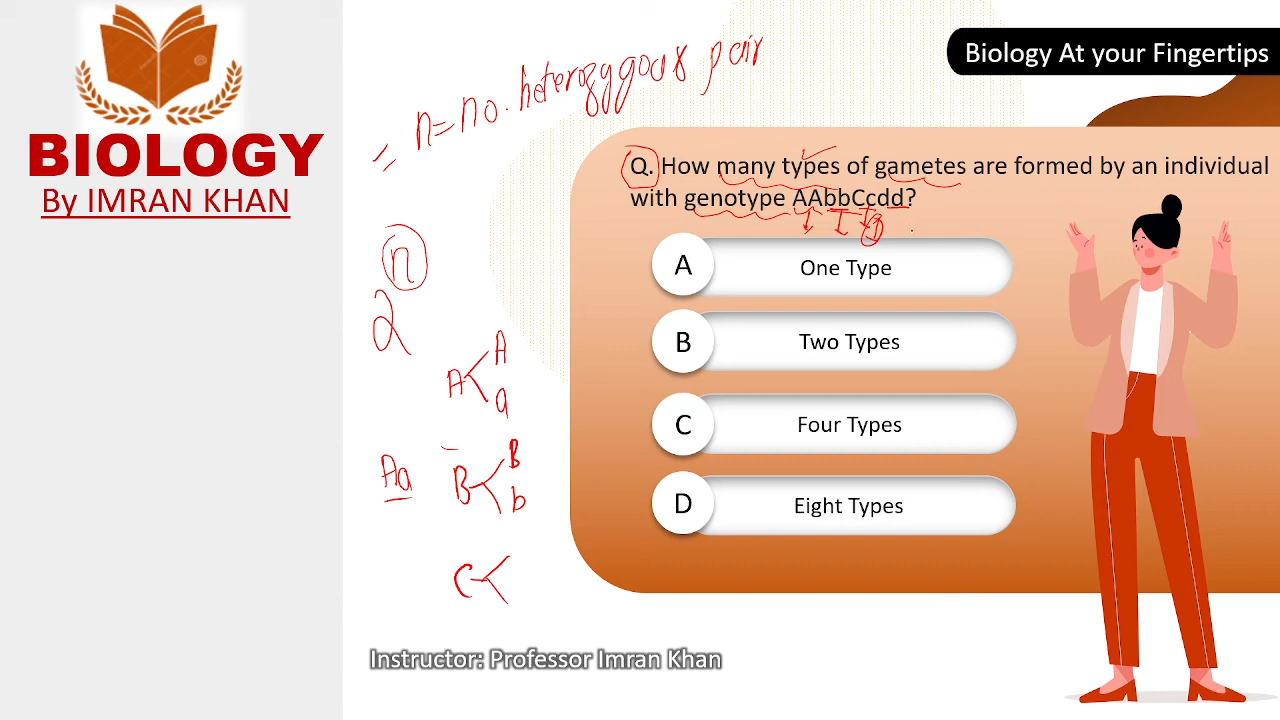 BIOLOGY
By IMRAN KHAN
Biology At your Fingertips
= n = no. heterozygous pair
2ⁿ
Q. How many types of gametes are formed by an individual
with genotype AAbbCcdd?
A One Type
B Two Types
C Four Types
D Eight Types
A A
a
Aa
B B
b
C
Instructor: Professor Imran Khan